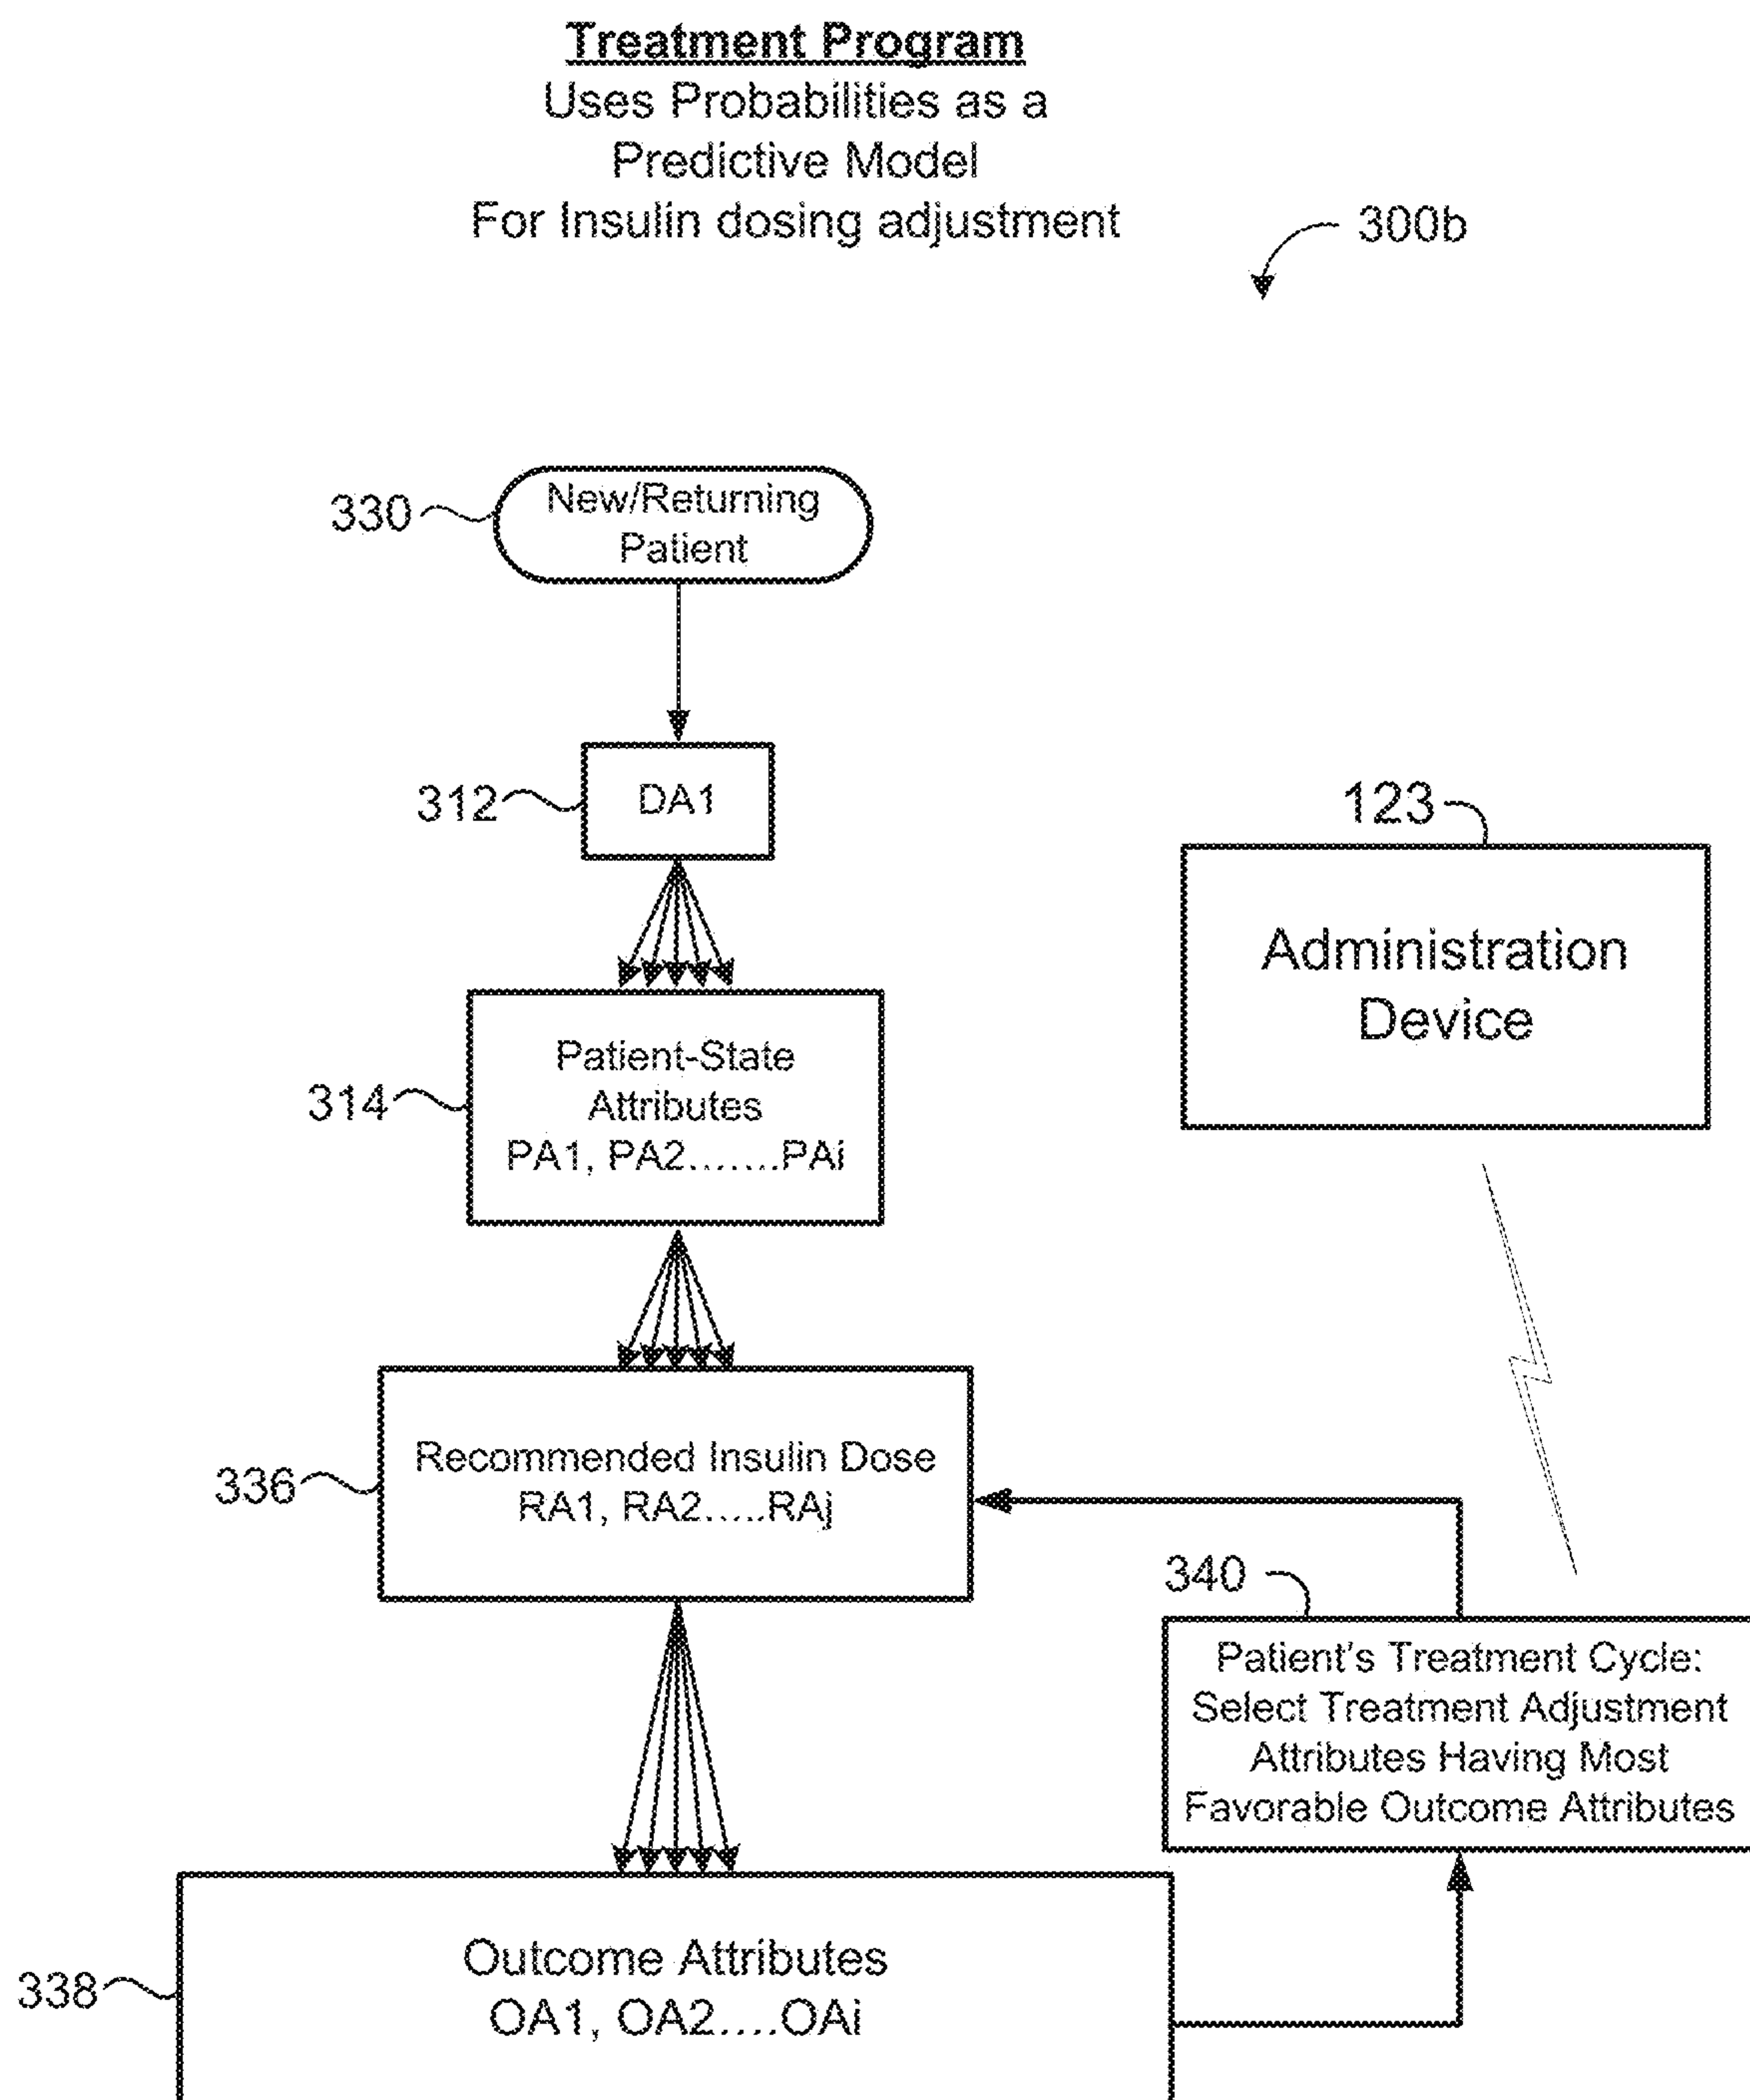 Treatment Program
Uses Probabilities as a
Predictive Model
For Insulin dosing adjustment
300b
330
New/Returning
Patient
312
DA1
123
Administration
Device
314
Patient-State
Attributes
PA1, PA2.......PAi
336
Recommended Insulin Dose
RA1, RA2.....RAj
340
Patient's Treatment Cycle:
Select Treatment Adjustment
Attributes Having Most
Favorable Outcome Attributes
338
Outcome Attributes
OA1, OA2....OAi